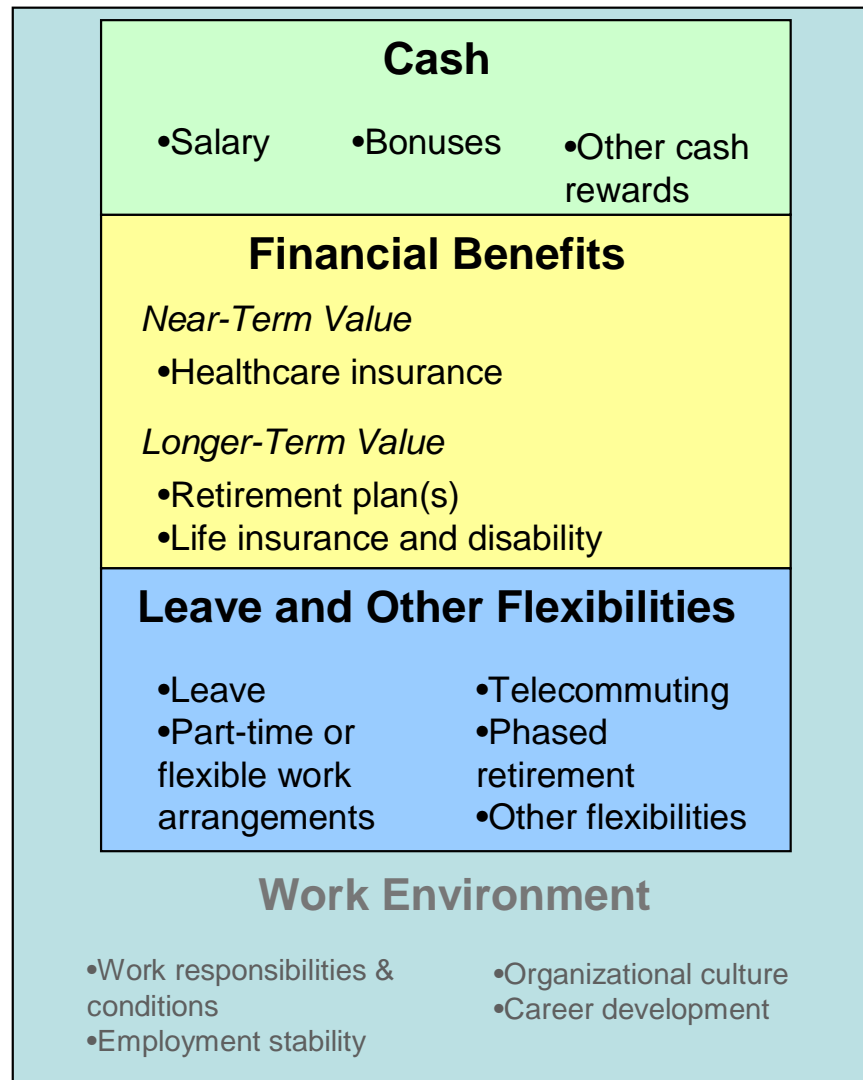 Cash
•Salary
•Bonuses
•Other cash
rewards
Financial Benefits
Near-Term Value
•Healthcare insurance
Longer-Term Value
•Retirement plan(s)
•Life insurance and disability
Leave and Other Flexibilities
•Leave
•Part-time or
flexible work
arrangements
•Telecommuting
•Phased
retirement
•Other flexibilities
Work Environment
•Work responsibilities &
conditions
•Employment stability
•Organizational culture
•Career development